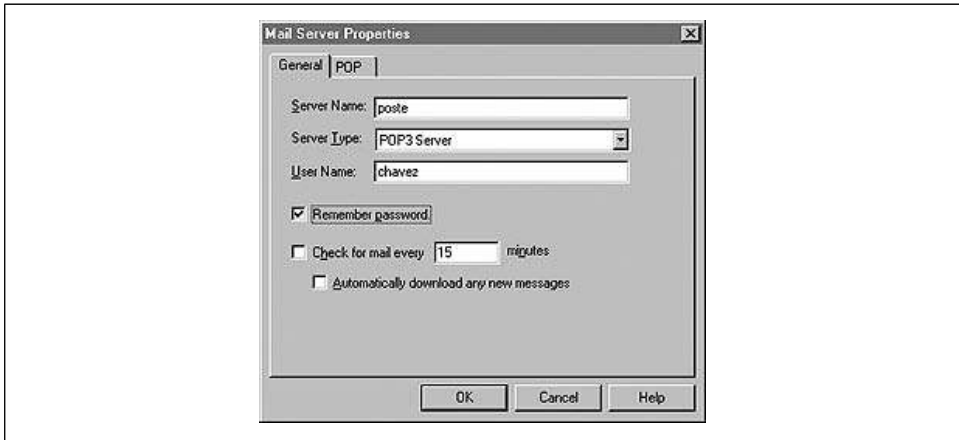 Mail Server Properties
General POP
Server Name: poste
Server Type: POP3 Server
User Name: chavez
Remember password
Check for mail every 15 minutes
Automatically download any new messages
OK Cancel Help